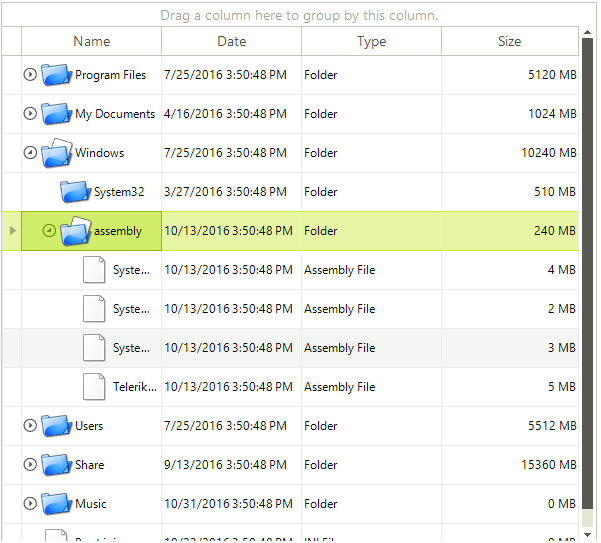 Drag a column here to group by this column.
Name Date Type Size
Program Files 7/25/2016 3:50:48 PM Folder 5120 MB
My Documents 4/16/2016 3:50:48 PM Folder 1024 MB
Windows 7/25/2016 3:50:48 PM Folder 10240 MB
System32 3/27/2016 3:50:48 PM Folder 510 MB
assembly 10/13/2016 3:50:48 PM Folder 240 MB
Syste... 10/13/2016 3:50:48 PM Assembly File 4 MB
Syste... 10/13/2016 3:50:48 PM Assembly File 2 MB
Syste... 10/13/2016 3:50:48 PM Assembly File 3 MB
Telerik... 10/13/2016 3:50:48 PM Assembly File 5 MB
Users 7/25/2016 3:50:48 PM Folder 5512 MB
Share 9/13/2016 3:50:48 PM Folder 15360 MB
Music 10/31/2016 3:50:48 PM Folder 0 MB